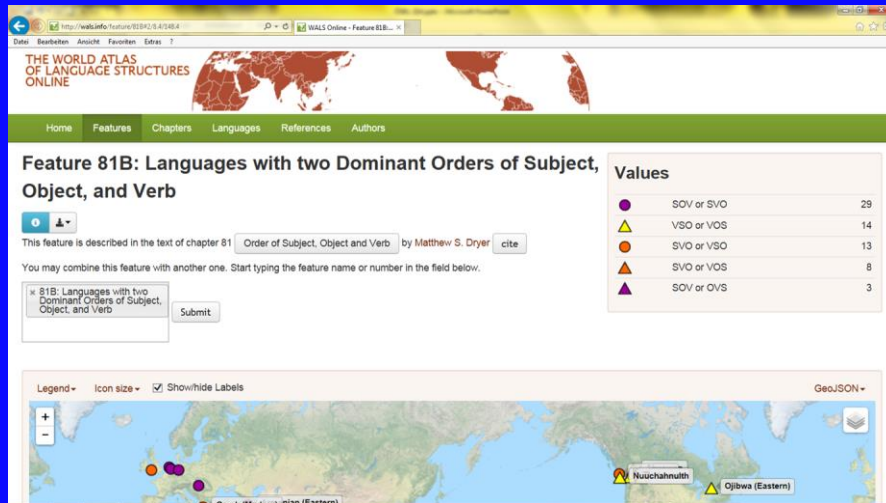 http://wals.info/feature/81B#2/8.4/148.4
WALS Online - Feature 81B:...
Datei Bearbeiten Ansicht Favoriten Extras ?
THE WORLD ATLAS
OF LANGUAGE STRUCTURES
ONLINE
Home Features Chapters Languages References Authors
Feature 81B: Languages with two Dominant Orders of Subject,
Object, and Verb
This feature is described in the text of chapter 81 Order of Subject, Object and Verb by Matthew S. Dryer cite
You may combine this feature with another one. Start typing the feature name or number in the field below.
× 81B: Languages with two
Dominant Orders of Subject,
Object, and Verb
Submit
Values
SOV or SVO 29
VSO or VOS 14
SVO or VSO 13
SVO or VOS 8
SOV or OVS 3
Legend Icon size Show/hide Labels GeoJSON
+
−
Nuuchahnulth
Ojibwa (Eastern)
(Eastern)